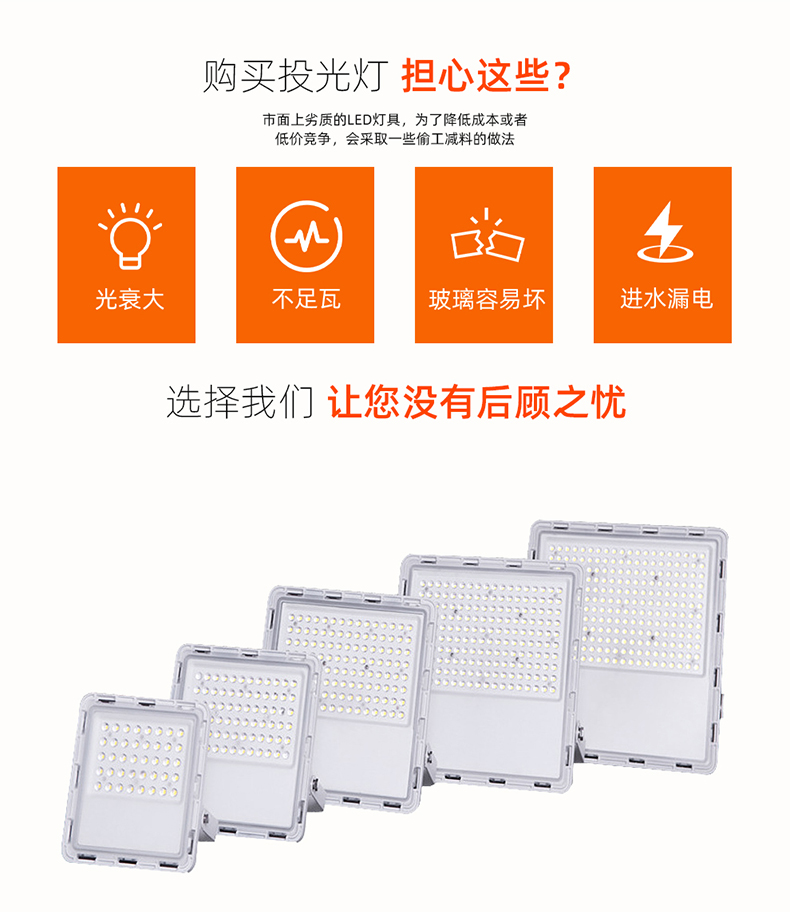 购买投光灯 担心这些?
市面上劣质的LED灯具，为了降低成本或者
低价竞争，会采取一些偷工减料的做法
光衰大
不足瓦
玻璃容易坏
进水漏电
选择我们 让您没有后顾之忧